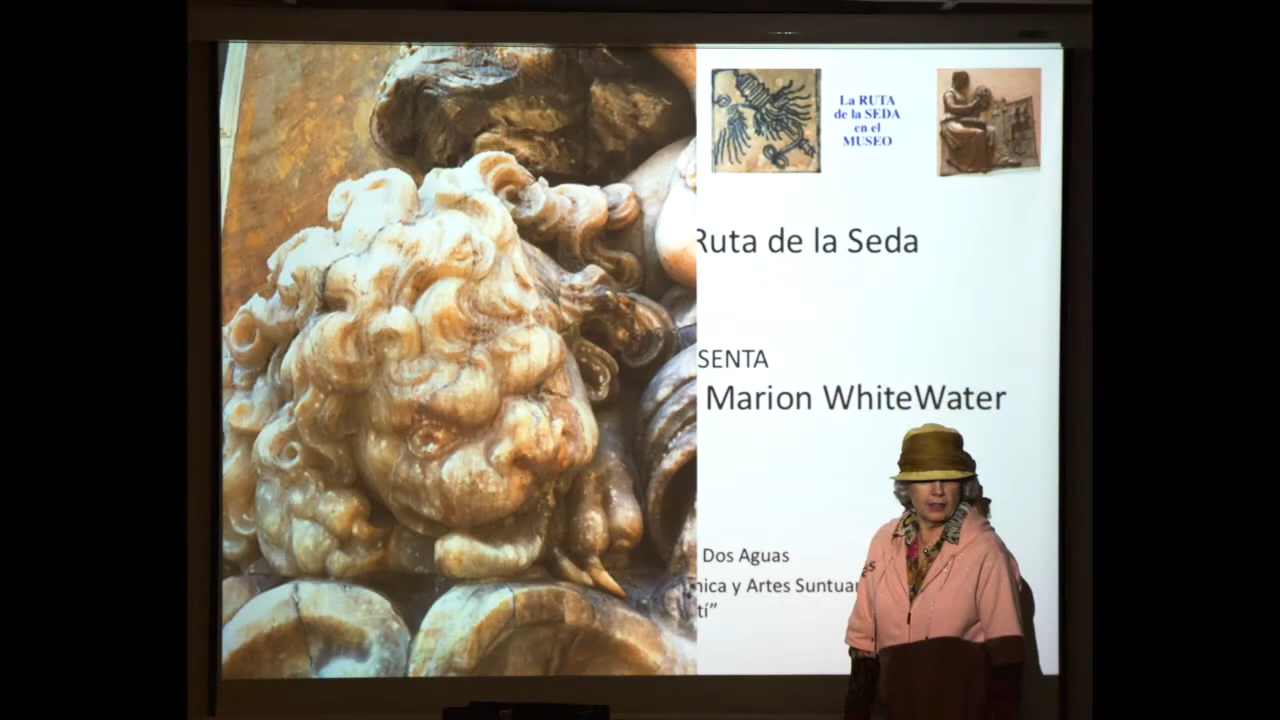 La RUTA
de la SEDA
en el
MUSEO
Ruta de la Seda
SENTA
Marion WhiteWater
Dos Aguas
nica y Artes Suntuar
tí”